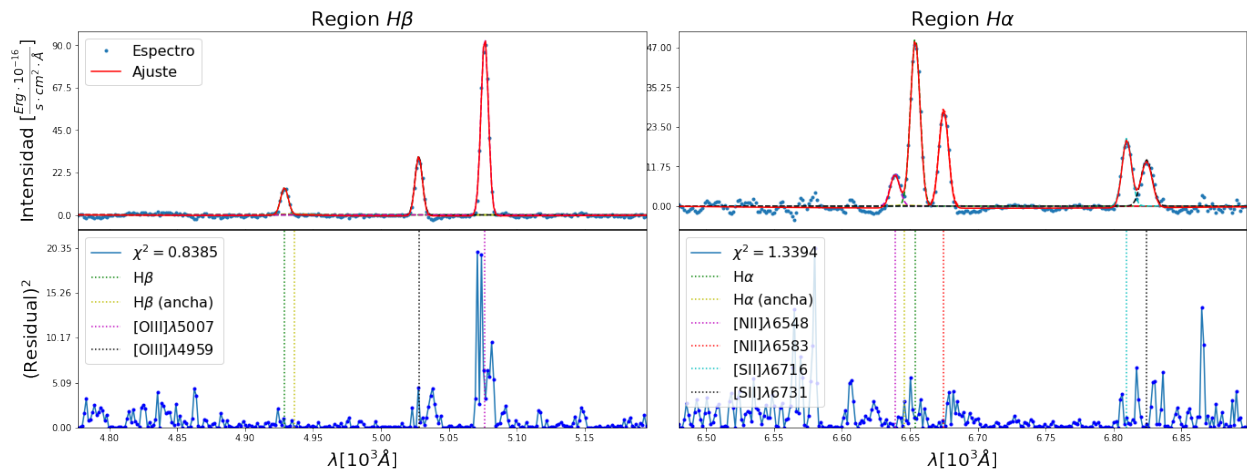 Region Hβ
Region Hα
Intensidad [Erg·10⁻¹⁶ / s·cm²·Å]
90.0
67.5
45.0
22.5
0.0
Espectro
Ajuste
47.00
35.25
23.50
11.75
0.00
(Residual)²
20.35
15.26
10.17
5.09
0.00
χ² = 0.8385
Hβ
Hβ (ancha)
[OIII]λ5007
[OIII]λ4959
χ² = 1.3394
Hα
Hα (ancha)
[NII]λ6548
[NII]λ6583
[SII]λ6716
[SII]λ6731
4.80 4.85 4.90 4.95 5.00 5.05 5.10 5.15
6.50 6.55 6.60 6.65 6.70 6.75 6.80 6.85
λ[10³Å]
λ[10³Å]